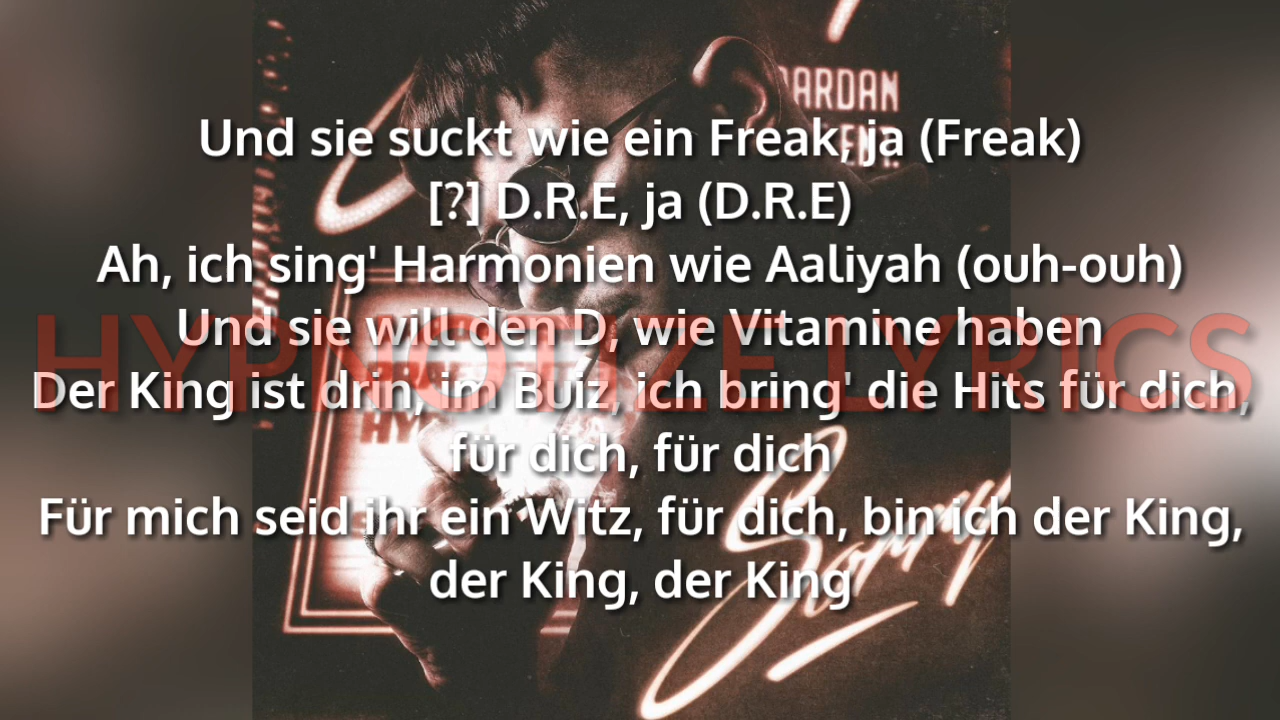 DARDAN
Und sie suckt wie ein Freak, ja (Freak)
[?] D.R.E, ja (D.R.E)
Ah, ich sing' Harmonien wie Aaliyah (ouh-ouh)
Und sie will den D, wie Vitamine haben
HYPNOTIZE LYRICS
Der King ist drin, im Buiz, ich bring' die Hits für dich,
für dich, für dich
Für mich seid ihr ein Witz, für dich, bin ich der King,
der King, der King
Sorry